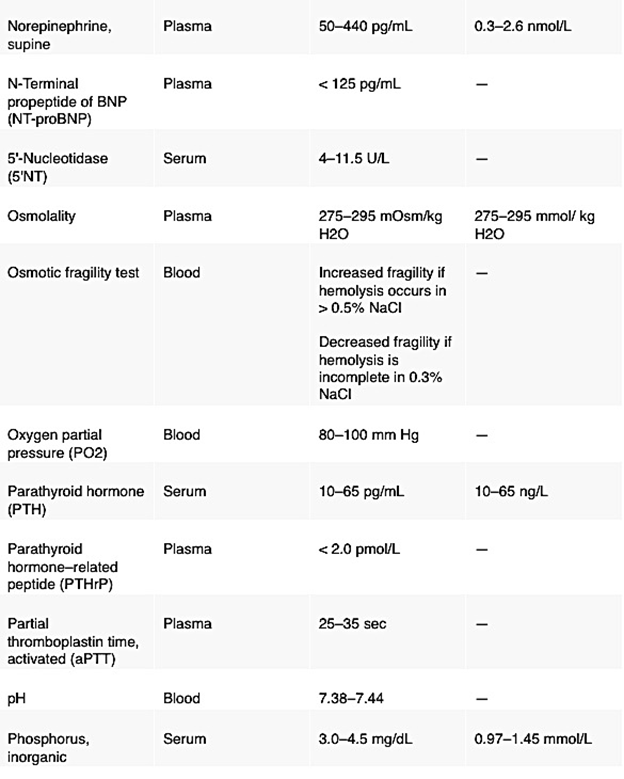 Norepinephrine, Plasma 50–440 pg/mL 0.3–2.6 nmol/L
supine
N-Terminal Plasma < 125 pg/mL —
propeptide of BNP
(NT-proBNP)
5'-Nucleotidase Serum 4–11.5 U/L —
(5'NT)
Osmolality Plasma 275–295 mOsm/kg 275–295 mmol/ kg
H2O H2O
Osmotic fragility test Blood Increased fragility if —
hemolysis occurs in
> 0.5% NaCl
Decreased fragility if
hemolysis is
incomplete in 0.3%
NaCl
Oxygen partial Blood 80–100 mm Hg —
pressure (PO2)
Parathyroid hormone Serum 10–65 pg/mL 10–65 ng/L
(PTH)
Parathyroid Plasma < 2.0 pmol/L —
hormone–related
peptide (PTHrP)
Partial Plasma 25–35 sec —
thromboplastin time,
activated (aPTT)
pH Blood 7.38–7.44 —
Phosphorus, Serum 3.0–4.5 mg/dL 0.97–1.45 mmol/L
inorganic